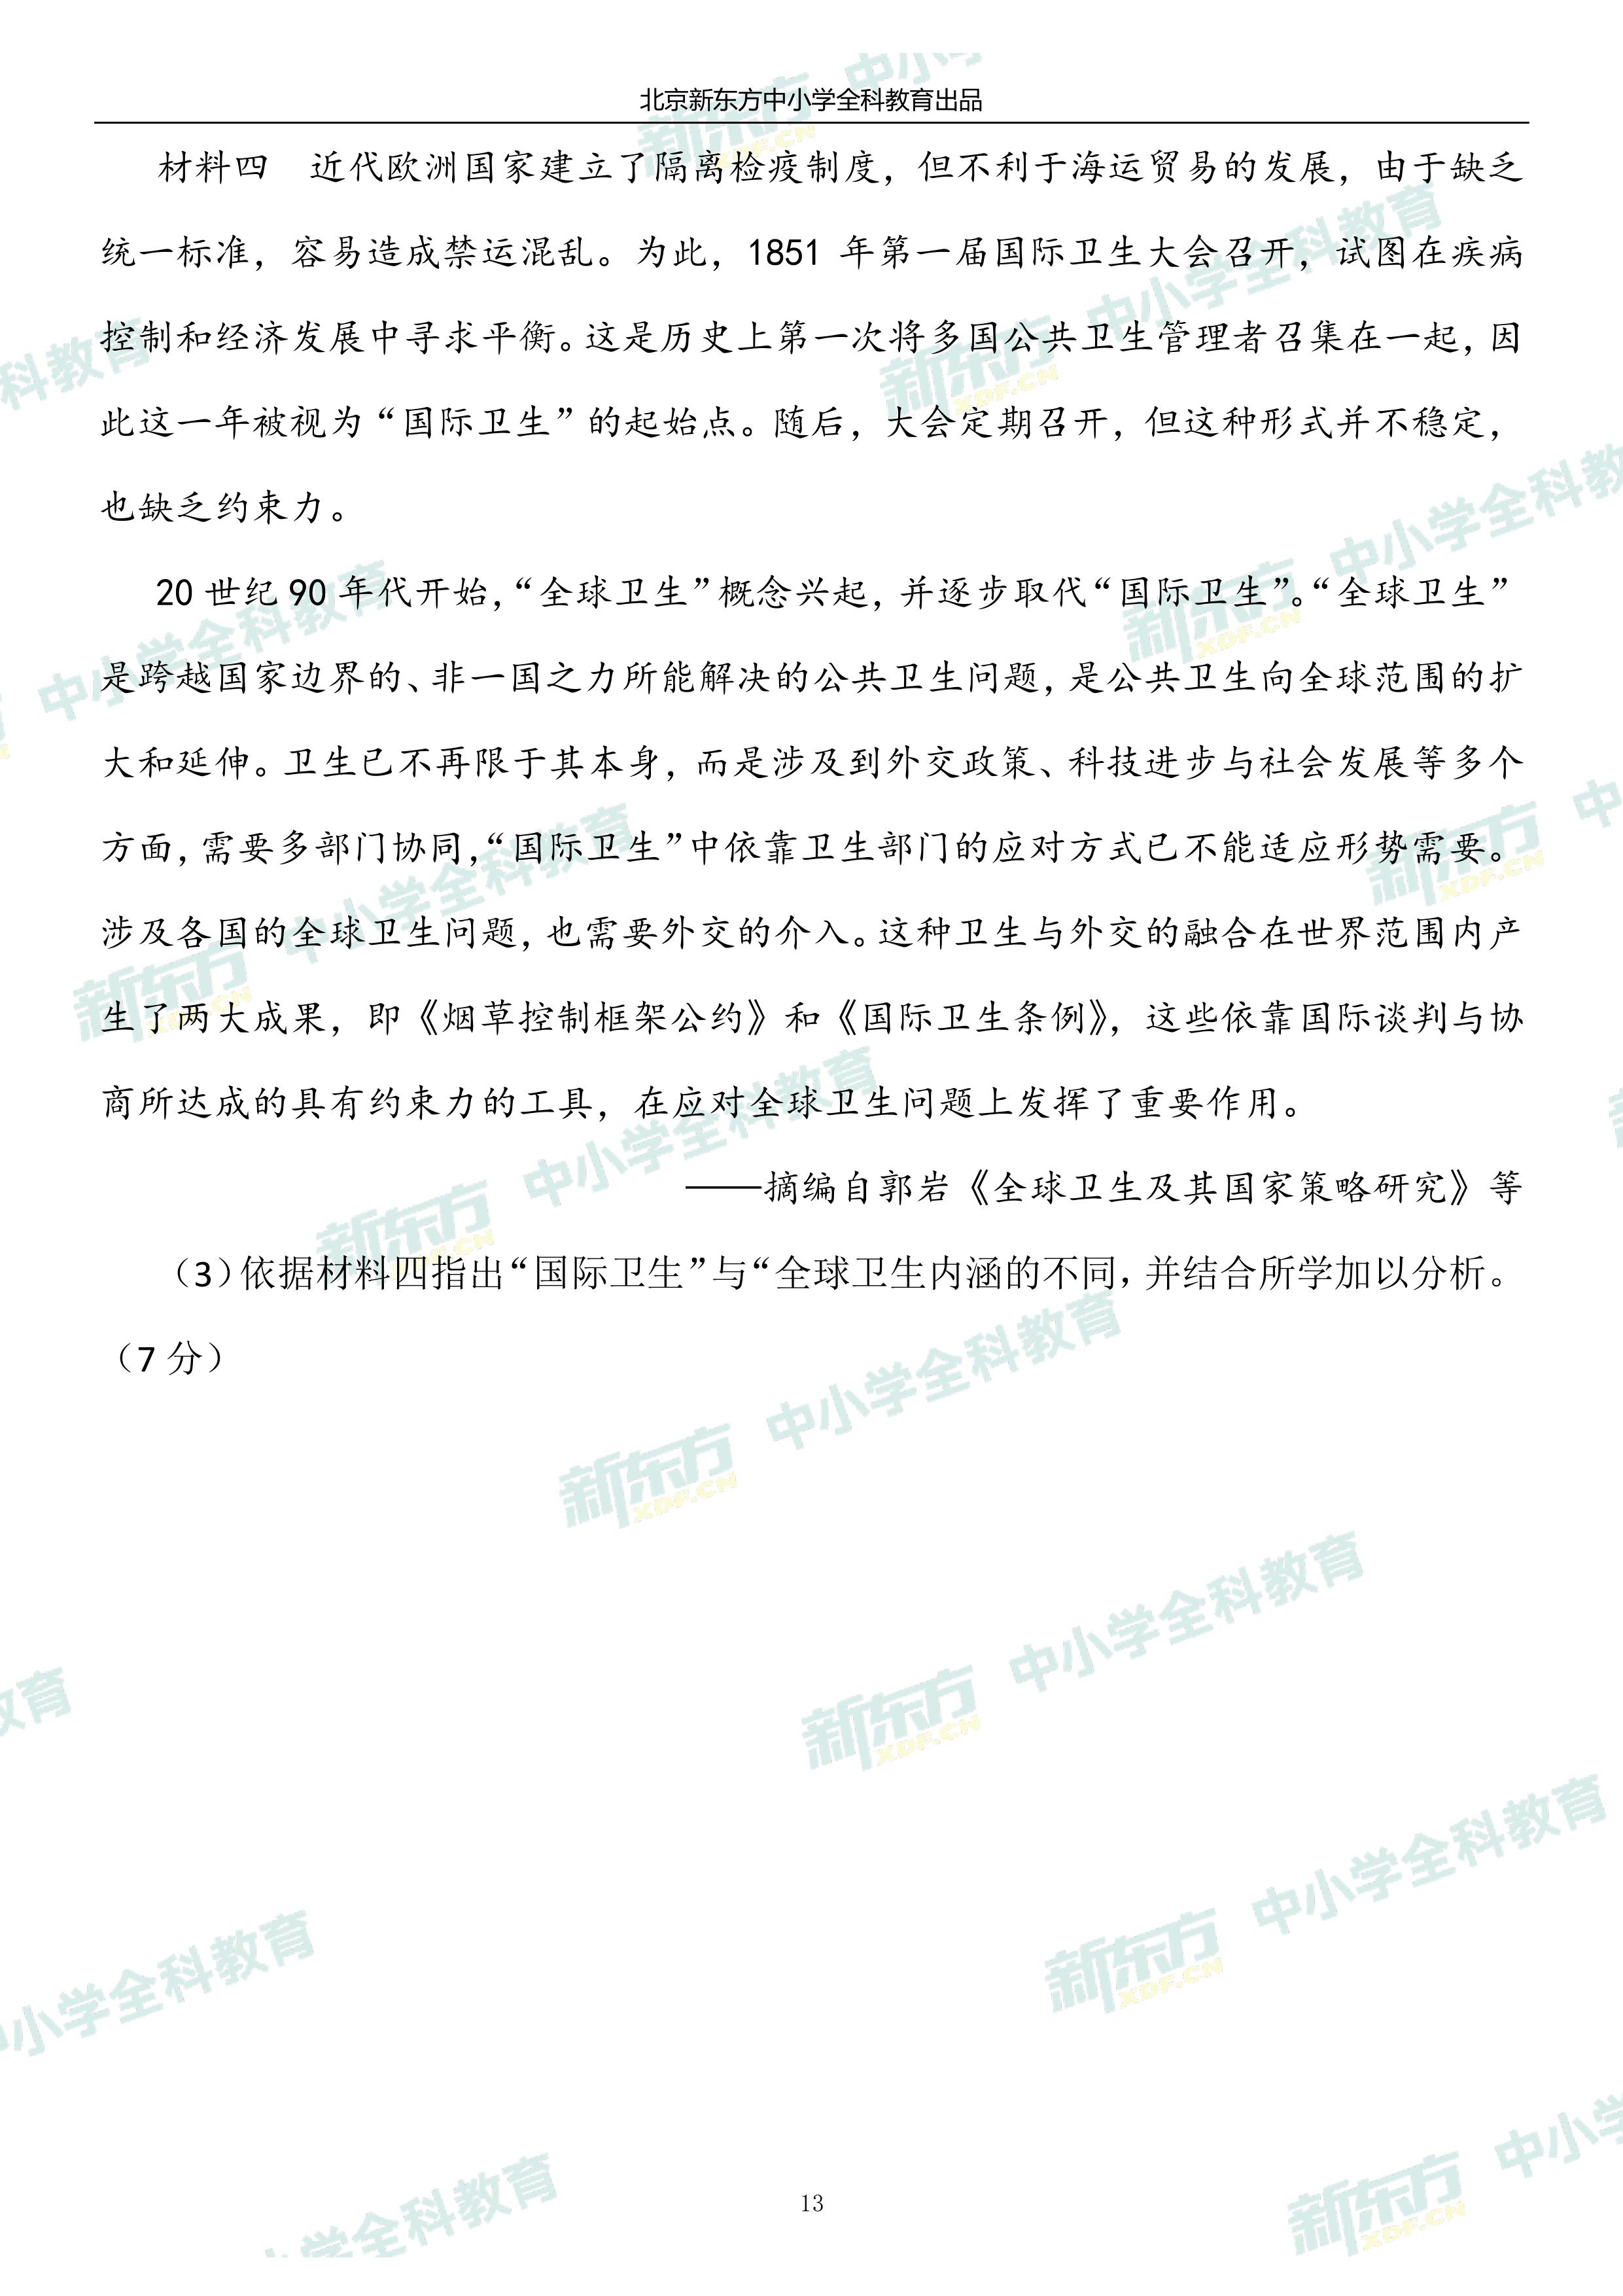 北京新东方中小学全科教育出品
材料四　近代欧洲国家建立了隔离检疫制度，但不利于海运贸易的发展，由于缺乏
统一标准，容易造成禁运混乱。为此，1851 年第一届国际卫生大会召开，试图在疾病
控制和经济发展中寻求平衡。这是历史上第一次将多国公共卫生管理者召集在一起，因
此这一年被视为“国际卫生”的起始点。随后，大会定期召开，但这种形式并不稳定，
也缺乏约束力。
20 世纪 90 年代开始，“全球卫生”概念兴起，并逐步取代“国际卫生”。“全球卫生”
是跨越国家边界的、非一国之力所能解决的公共卫生问题，是公共卫生向全球范围的扩
大和延伸。卫生已不再限于其本身，而是涉及到外交政策、科技进步与社会发展等多个
方面，需要多部门协同，“国际卫生”中依靠卫生部门的应对方式已不能适应形势需要。
涉及各国的全球卫生问题，也需要外交的介入。这种卫生与外交的融合在世界范围内产
生了两大成果，即《烟草控制框架公约》和《国际卫生条例》，这些依靠国际谈判与协
商所达成的具有约束力的工具，在应对全球卫生问题上发挥了重要作用。
——摘编自郭岩《全球卫生及其国家策略研究》等
（3）依据材料四指出“国际卫生”与“全球卫生内涵的不同，并结合所学加以分析。
（7 分）
13
新东方 XDF.CN 中小学全科教育